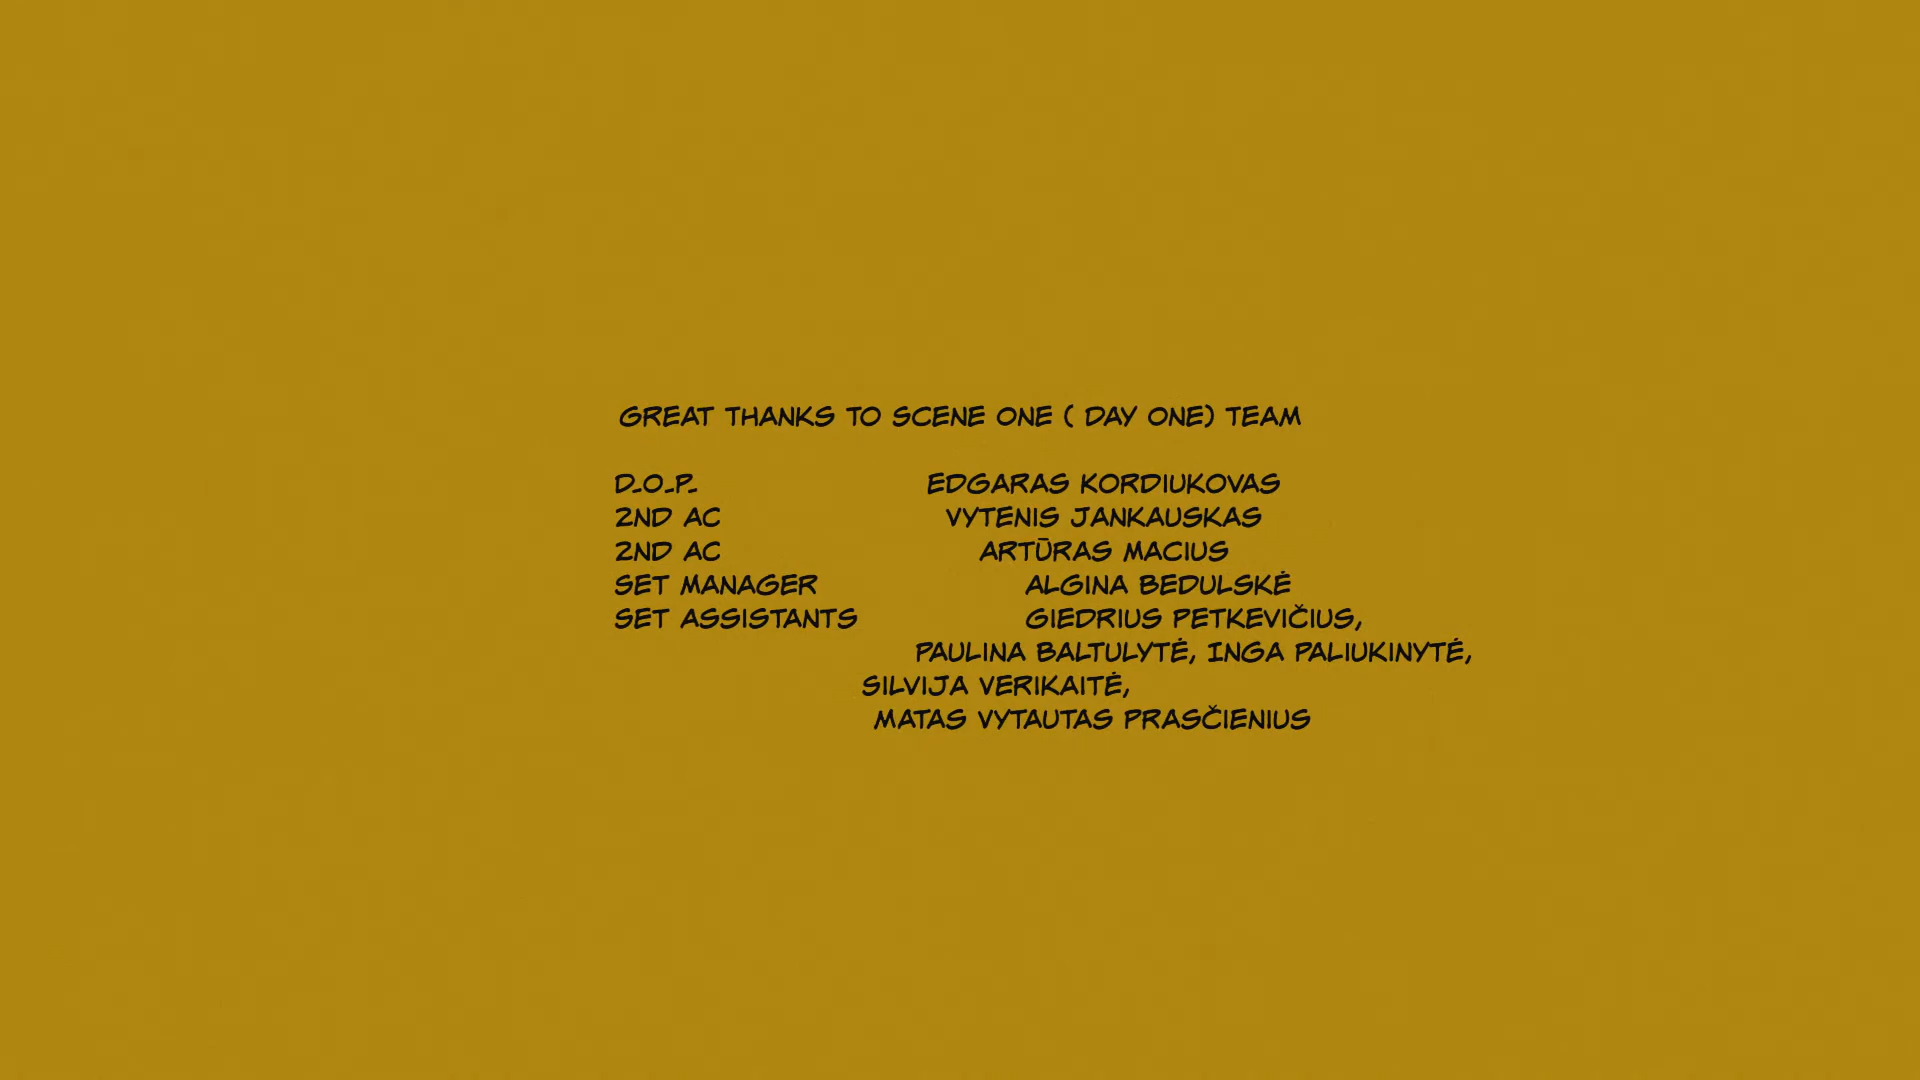 GREAT THANKS TO SCENE ONE ( DAY ONE) TEAM
D.O.P. EDGARAS KORDIUKOVAS
2ND AC VYTENIS JANKAUSKAS
2ND AC ARTŪRAS MACIUS
SET MANAGER ALGINA BEDULSKĖ
SET ASSISTANTS GIEDRIUS PETKEVIČIUS,
PAULINA BALTULYTĖ, INGA PALIUKINYTĖ,
SILVIJA VERIKAITĖ,
MATAS VYTAUTAS PRASČIENIUS